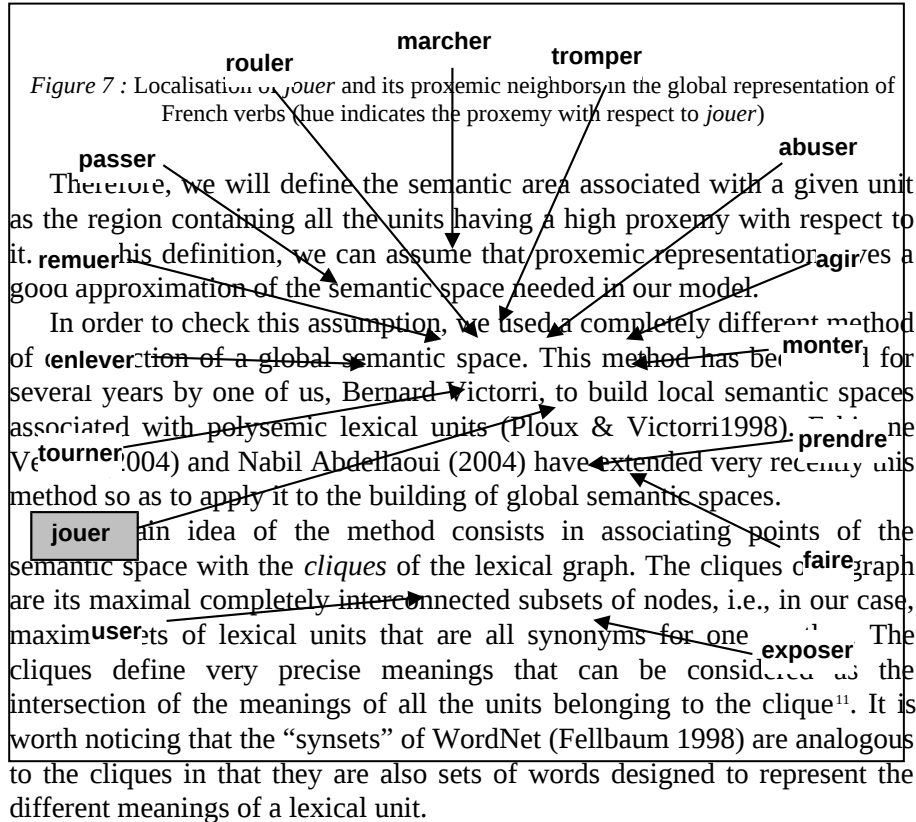 marcher
rouler
tromper
Figure 7 : Localisation of jouer and its proxemic neighbors in the global representation of
French verbs (hue indicates the proxemy with respect to jouer)
passer
abuser
Therefore, we will define the semantic area associated with a given unit
as the region containing all the units having a high proxemy with respect to
it. definition, we can assume that proxemic representation a
remuer
agir
good approximation of the semantic space needed in our model.
In order to check this assumption, we used a completely different method
of of a global semantic space. This method has for
enlever
monter
several years by one of us, Bernard Victorri, to build local semantic spaces
associated with polysemic lexical units (Ploux & Victorri1998).
tourner
prendre
2004) and Nabil Abdellaoui (2004) have extended very recently this
method so as to apply it to the building of global semantic spaces.
jouer
idea of the method consists in associating points of the
semantic space with the cliques of the lexical graph. The cliques graph
faire
are its maximal completely interconnected subsets of nodes, i.e., in our case,
of lexical units that are all synonyms for one The
user
exposer
cliques define very precise meanings that can be considered as the
intersection of the meanings of all the units belonging to the clique11. It is
worth noticing that the “synsets” of WordNet (Fellbaum 1998) are analogous
to the cliques in that they are also sets of words designed to represent the
different meanings of a lexical unit.